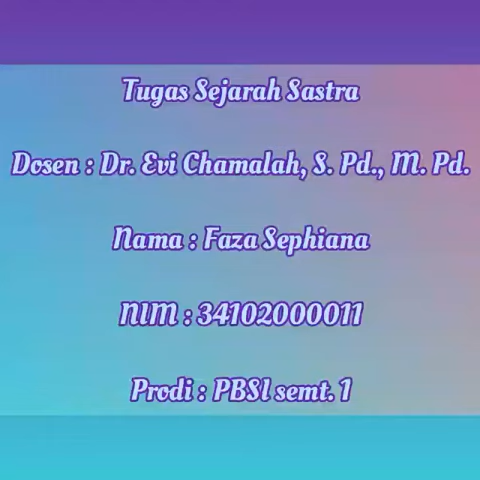 Tugas Sejarah Sastra
Dosen : Dr. Evi Chamalah, S. Pd., M. Pd.
Nama : Faza Sephiana
NIM : 34102000011
Prodi : PBSI semt. 1